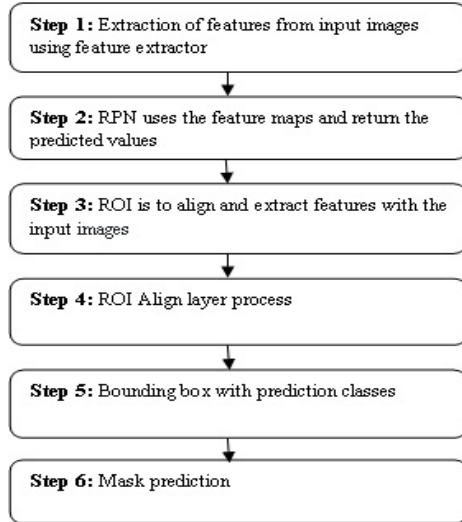 Step 1: Extraction of features from input images
using feature extractor
Step 2: RPN uses the feature maps and return the
predicted values
Step 3: ROI is to align and extract features with the
input images
Step 4: ROI Align layer process
Step 5: Bounding box with prediction classes
Step 6: Mask prediction